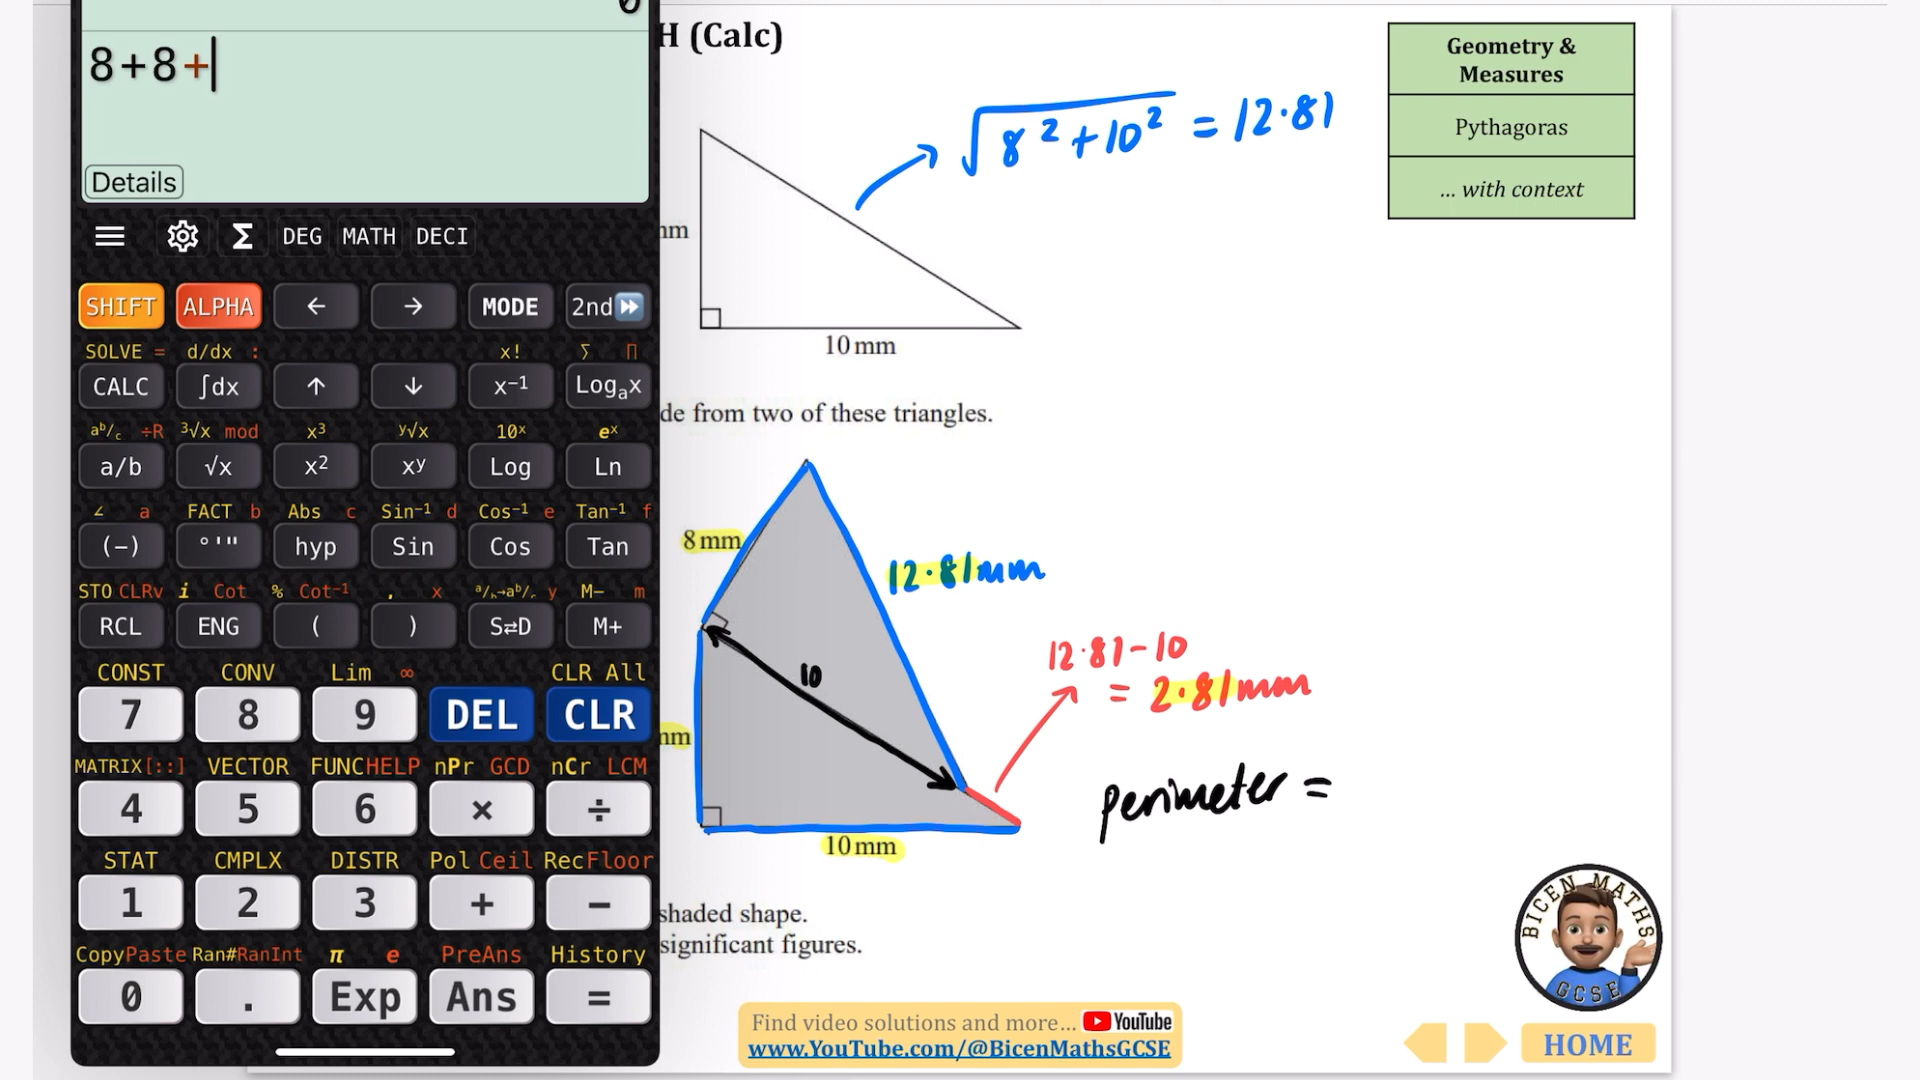 0
8+8+
Details
DEG MATH DECI
SHIFT ALPHA ← → MODE 2nd
SOLVE = d/dx : x! ∑ ∏
CALC ∫dx ↑ ↓ x⁻¹ Logₐx
aᵇ/꜀ ÷R ³√x mod x³ ʸ√x 10ˣ eˣ
a/b √x x² xʸ Log Ln
∠ a FACT b Abs c Sin⁻¹ d Cos⁻¹ e Tan⁻¹ f
(−) °'" hyp Sin Cos Tan
STO CLRv i Cot % Cot⁻¹ , x y M− m
RCL ENG ( ) S⇄D M+
CONST CONV Lim ∞ CLR All
7 8 9 DEL CLR
MATRIX[::] VECTOR FUNC HELP nPr GCD nCr LCM
4 5 6 × ÷
STAT CMPLX DISTR Pol Ceil Rec Floor
1 2 3 + −
Copy Paste Ran# RanInt π e PreAns History
0 . Exp Ans =
H (Calc)
√8²+10² = 12.81
mm
10 mm
de from two of these triangles.
8 mm
12.81mm
10
12.81-10
= 2.81mm
mm
10 mm
perimeter =
shaded shape.
significant figures.
Geometry &
Measures
Pythagoras
... with context
BICEN MATHS
GCSE
Find video solutions and more... YouTube
www.YouTube.com/@BicenMathsGCSE
HOME